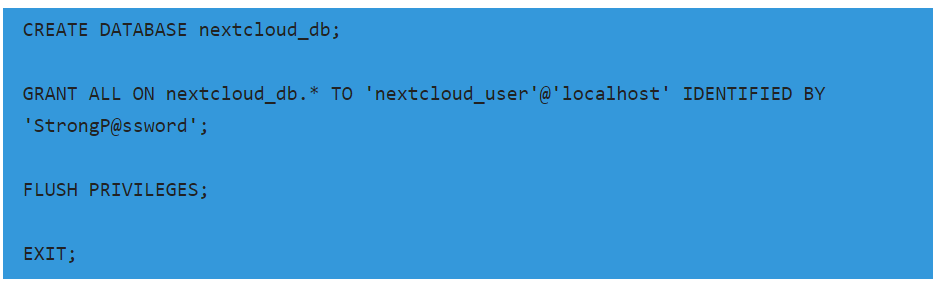 CREATE DATABASE nextcloud_db;
GRANT ALL ON nextcloud_db.* TO 'nextcloud_user'@'localhost' IDENTIFIED BY
'StrongP@ssword';
FLUSH PRIVILEGES;
EXIT;